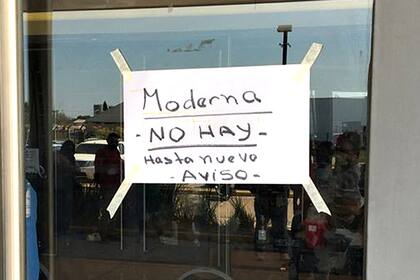 Moderna
- NO HAY -
Hasta nuevo
- AVISO -